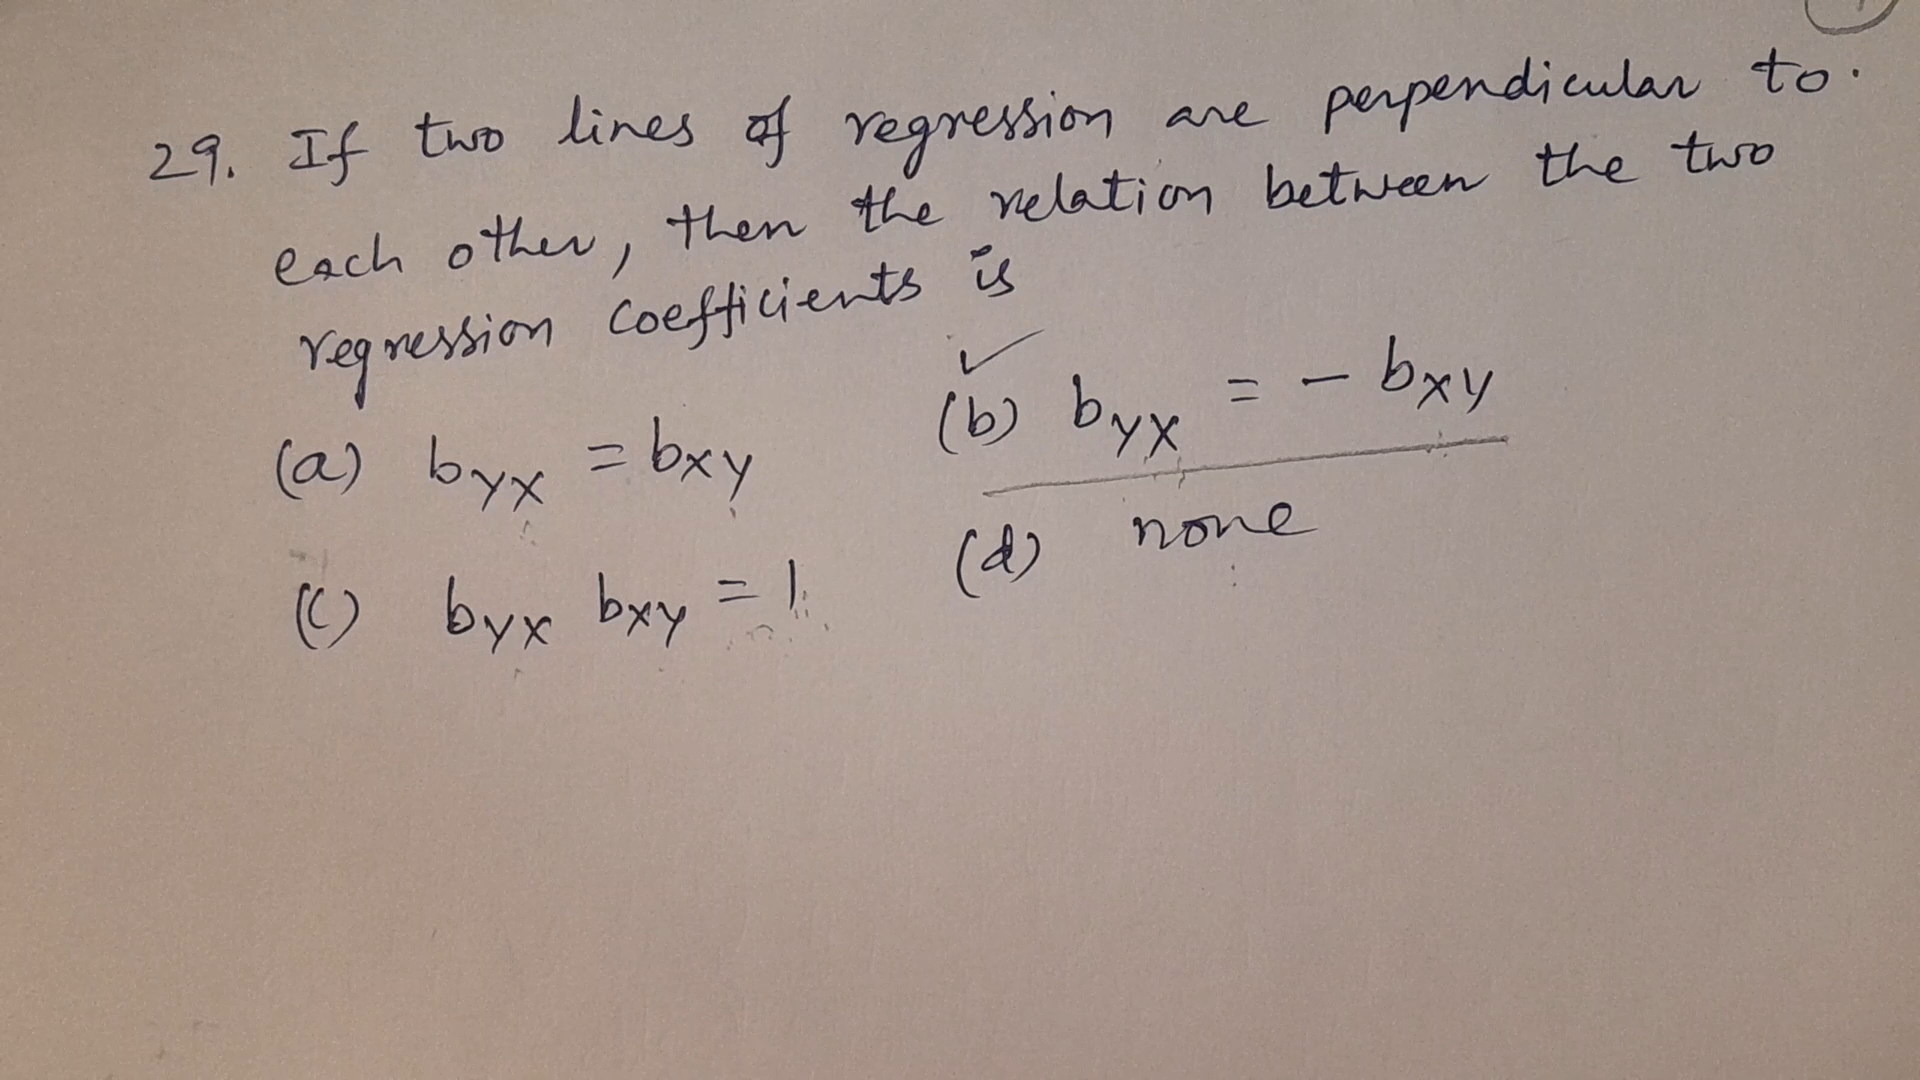 29. If two lines of regression are perpendicular to.
each other, then the relation between the two
regression coefficients is
(a) byx = bxy ✓ (b) byx = - bxy
(c) byx bxy = 1 (d) none